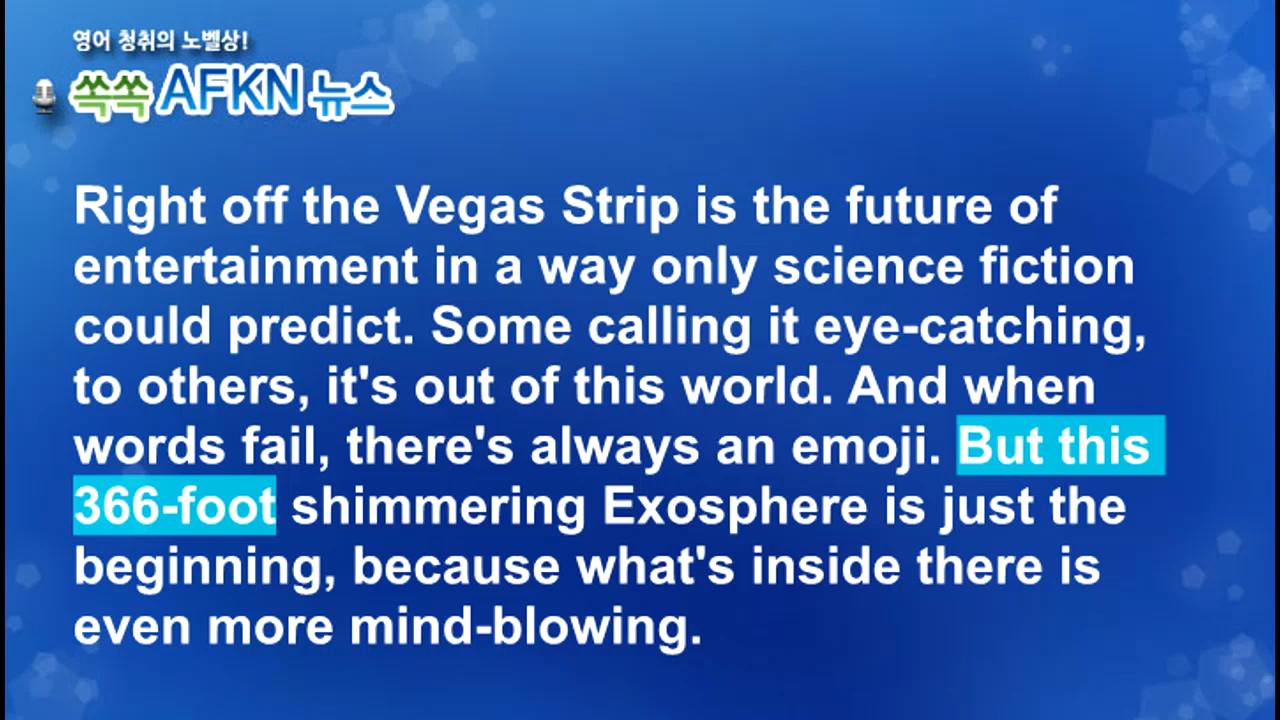 영어 청취의 노벨상!
쏙쏙 AFKN 뉴스
Right off the Vegas Strip is the future of
entertainment in a way only science fiction
could predict. Some calling it eye-catching,
to others, it's out of this world. And when
words fail, there's always an emoji. But this
366-foot shimmering Exosphere is just the
beginning, because what's inside there is
even more mind-blowing.